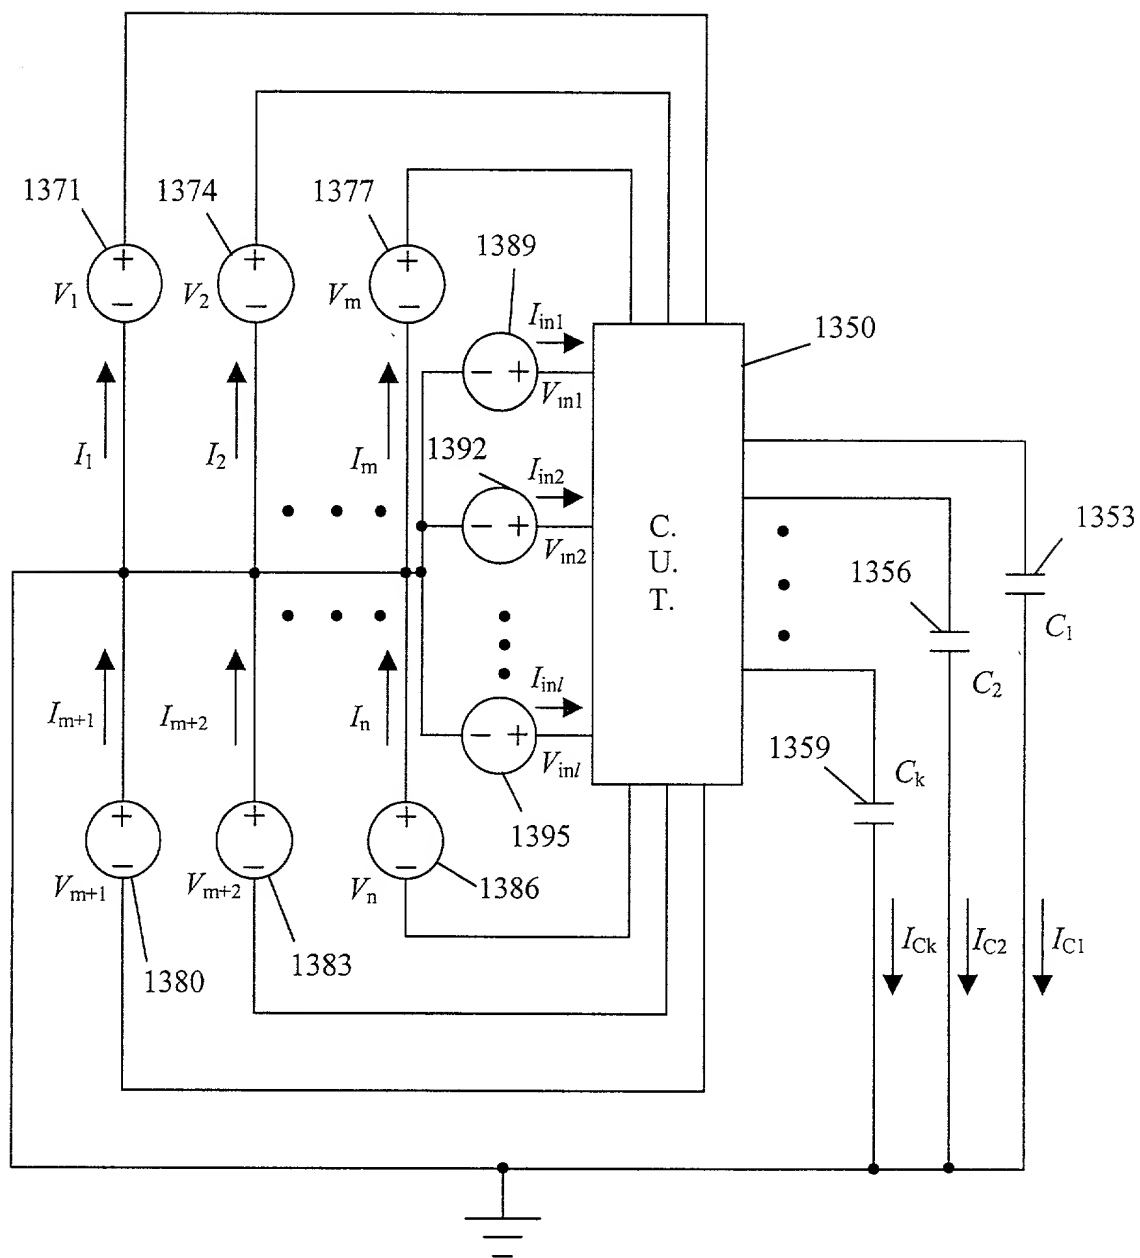 1371
1374
1377
1389
+
+
+
V1
V2
Vm
−
−
−
Iin1
1350
−
+
Vin1
I1
I2
Im
1392
Iin2
−
+
Vin2
C.
U.
T.
1353
1356
C1
C2
Im+1
Im+2
In
Iinl
−
+
Vinl
1359
Ck
1395
+
+
+
−
−
−
Vm+1
Vm+2
Vn
1386
1380
1383
ICk
IC2
IC1